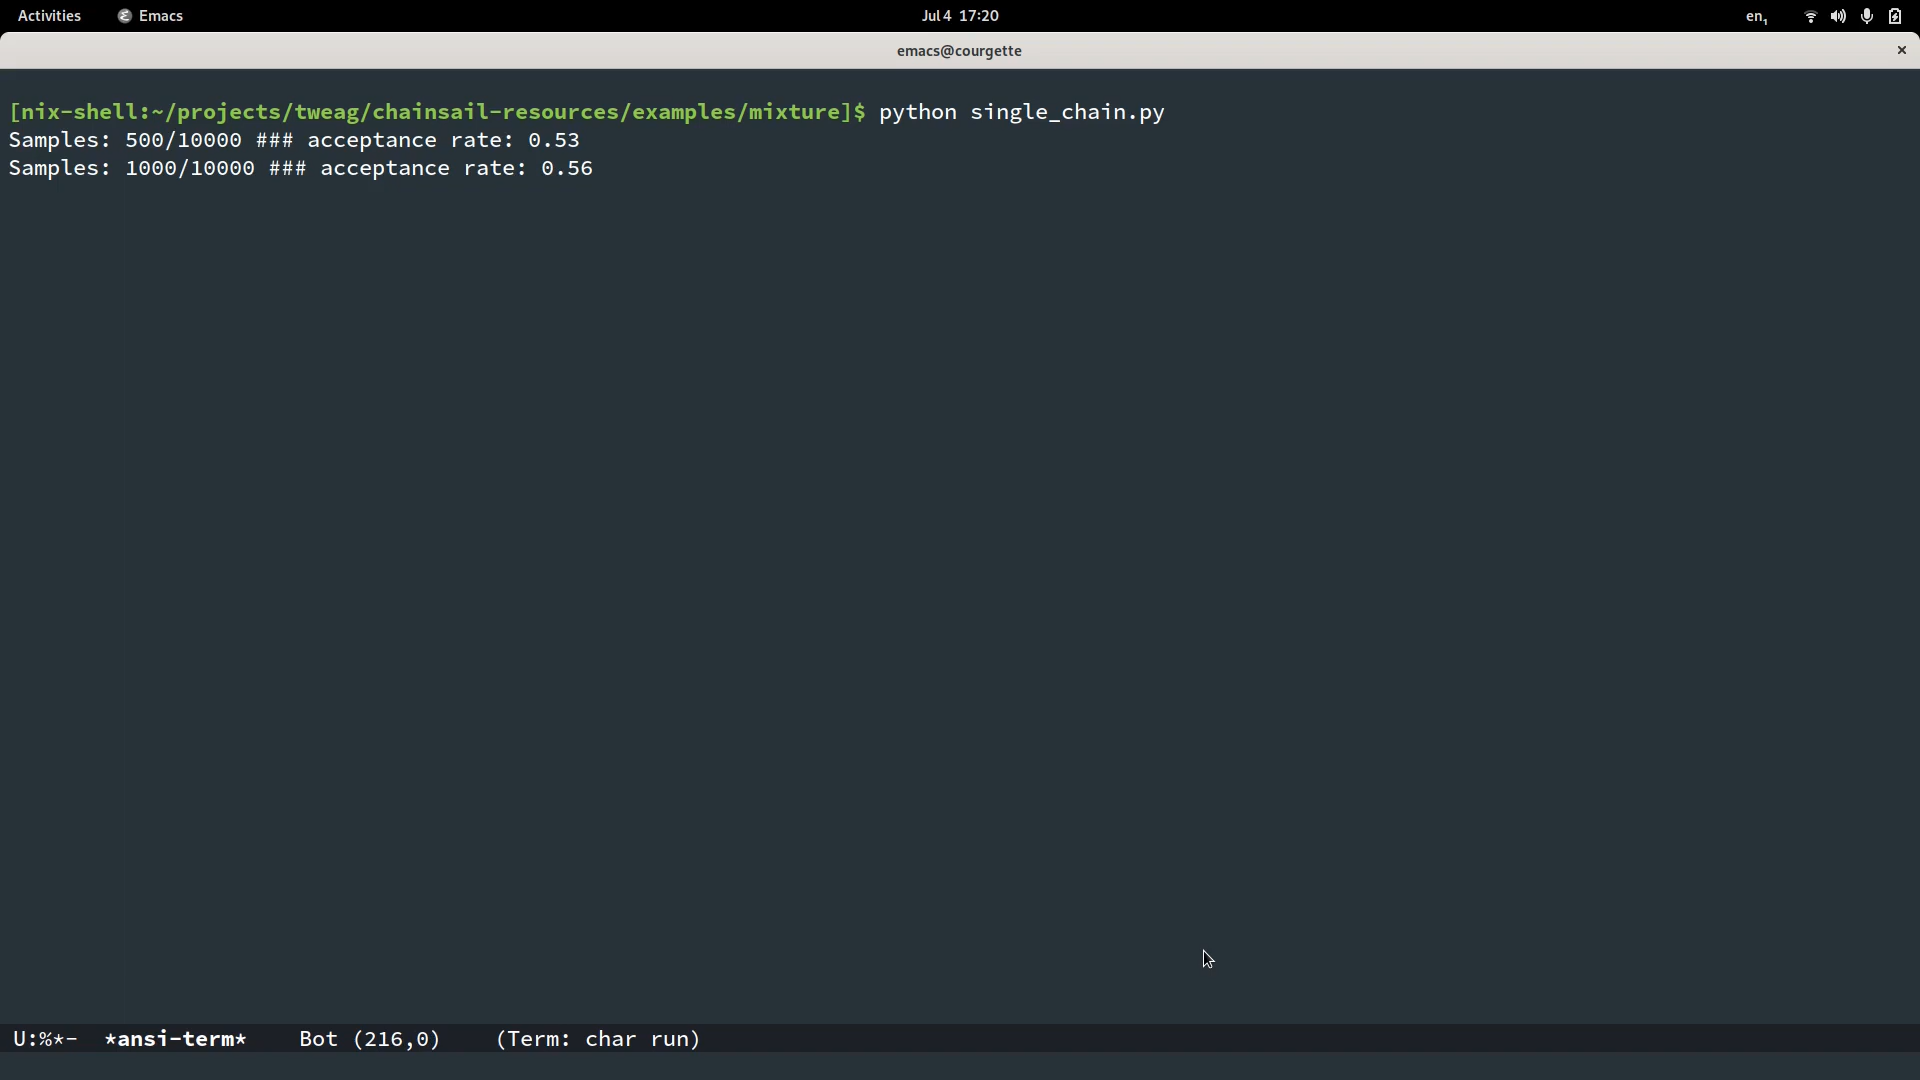 Activities Emacs Jul 4 17:20 en1
emacs@courgette
[nix-shell:~/projects/tweag/chainsail-resources/examples/mixture]$ python single_chain.py
Samples: 500/10000 ### acceptance rate: 0.53
Samples: 1000/10000 ### acceptance rate: 0.56
U:%*- *ansi-term* Bot (216,0) (Term: char run)